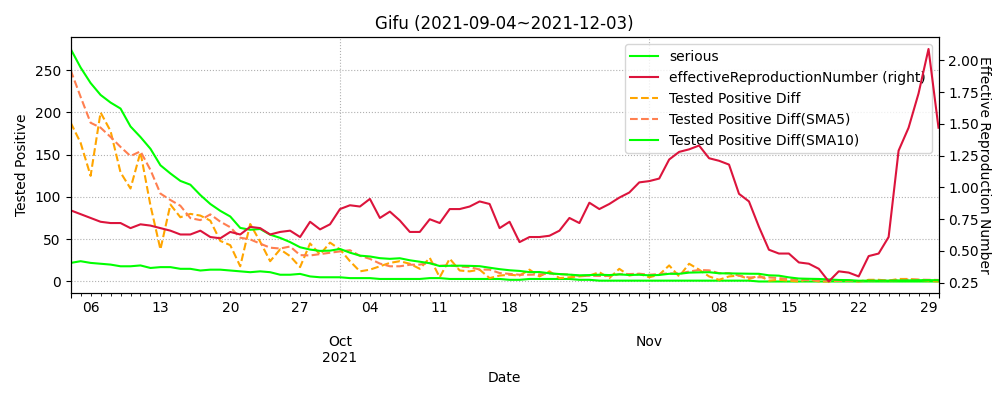 Gifu (2021-09-04~2021-12-03)
serious
effectiveReproductionNumber (right)
Tested Positive Diff
Tested Positive Diff(SMA5)
Tested Positive Diff(SMA10)
Tested Positive
250
200
150
100
50
0
2.00
1.75
1.50
1.25
1.00
0.75
0.50
0.25
Effective Reproduction Number
06 13 20 27 04 11 18 25 08 15 22 29
Oct Nov
2021
Date